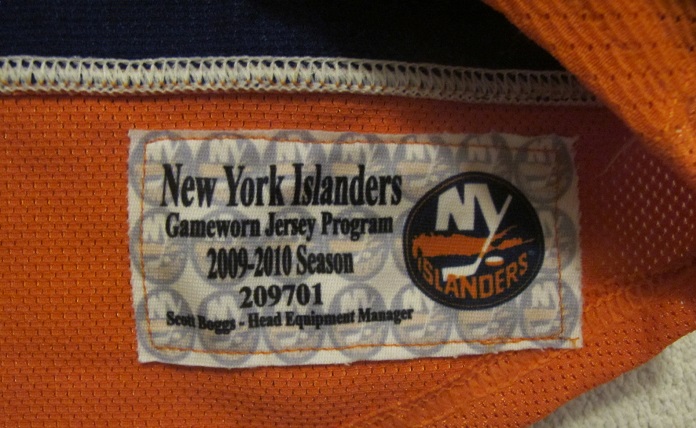 New York Islanders
Gameworn Jersey Program
2009-2010 Season
209701
Scott Boggs - Head Equipment Manager
NY
ISLANDERS